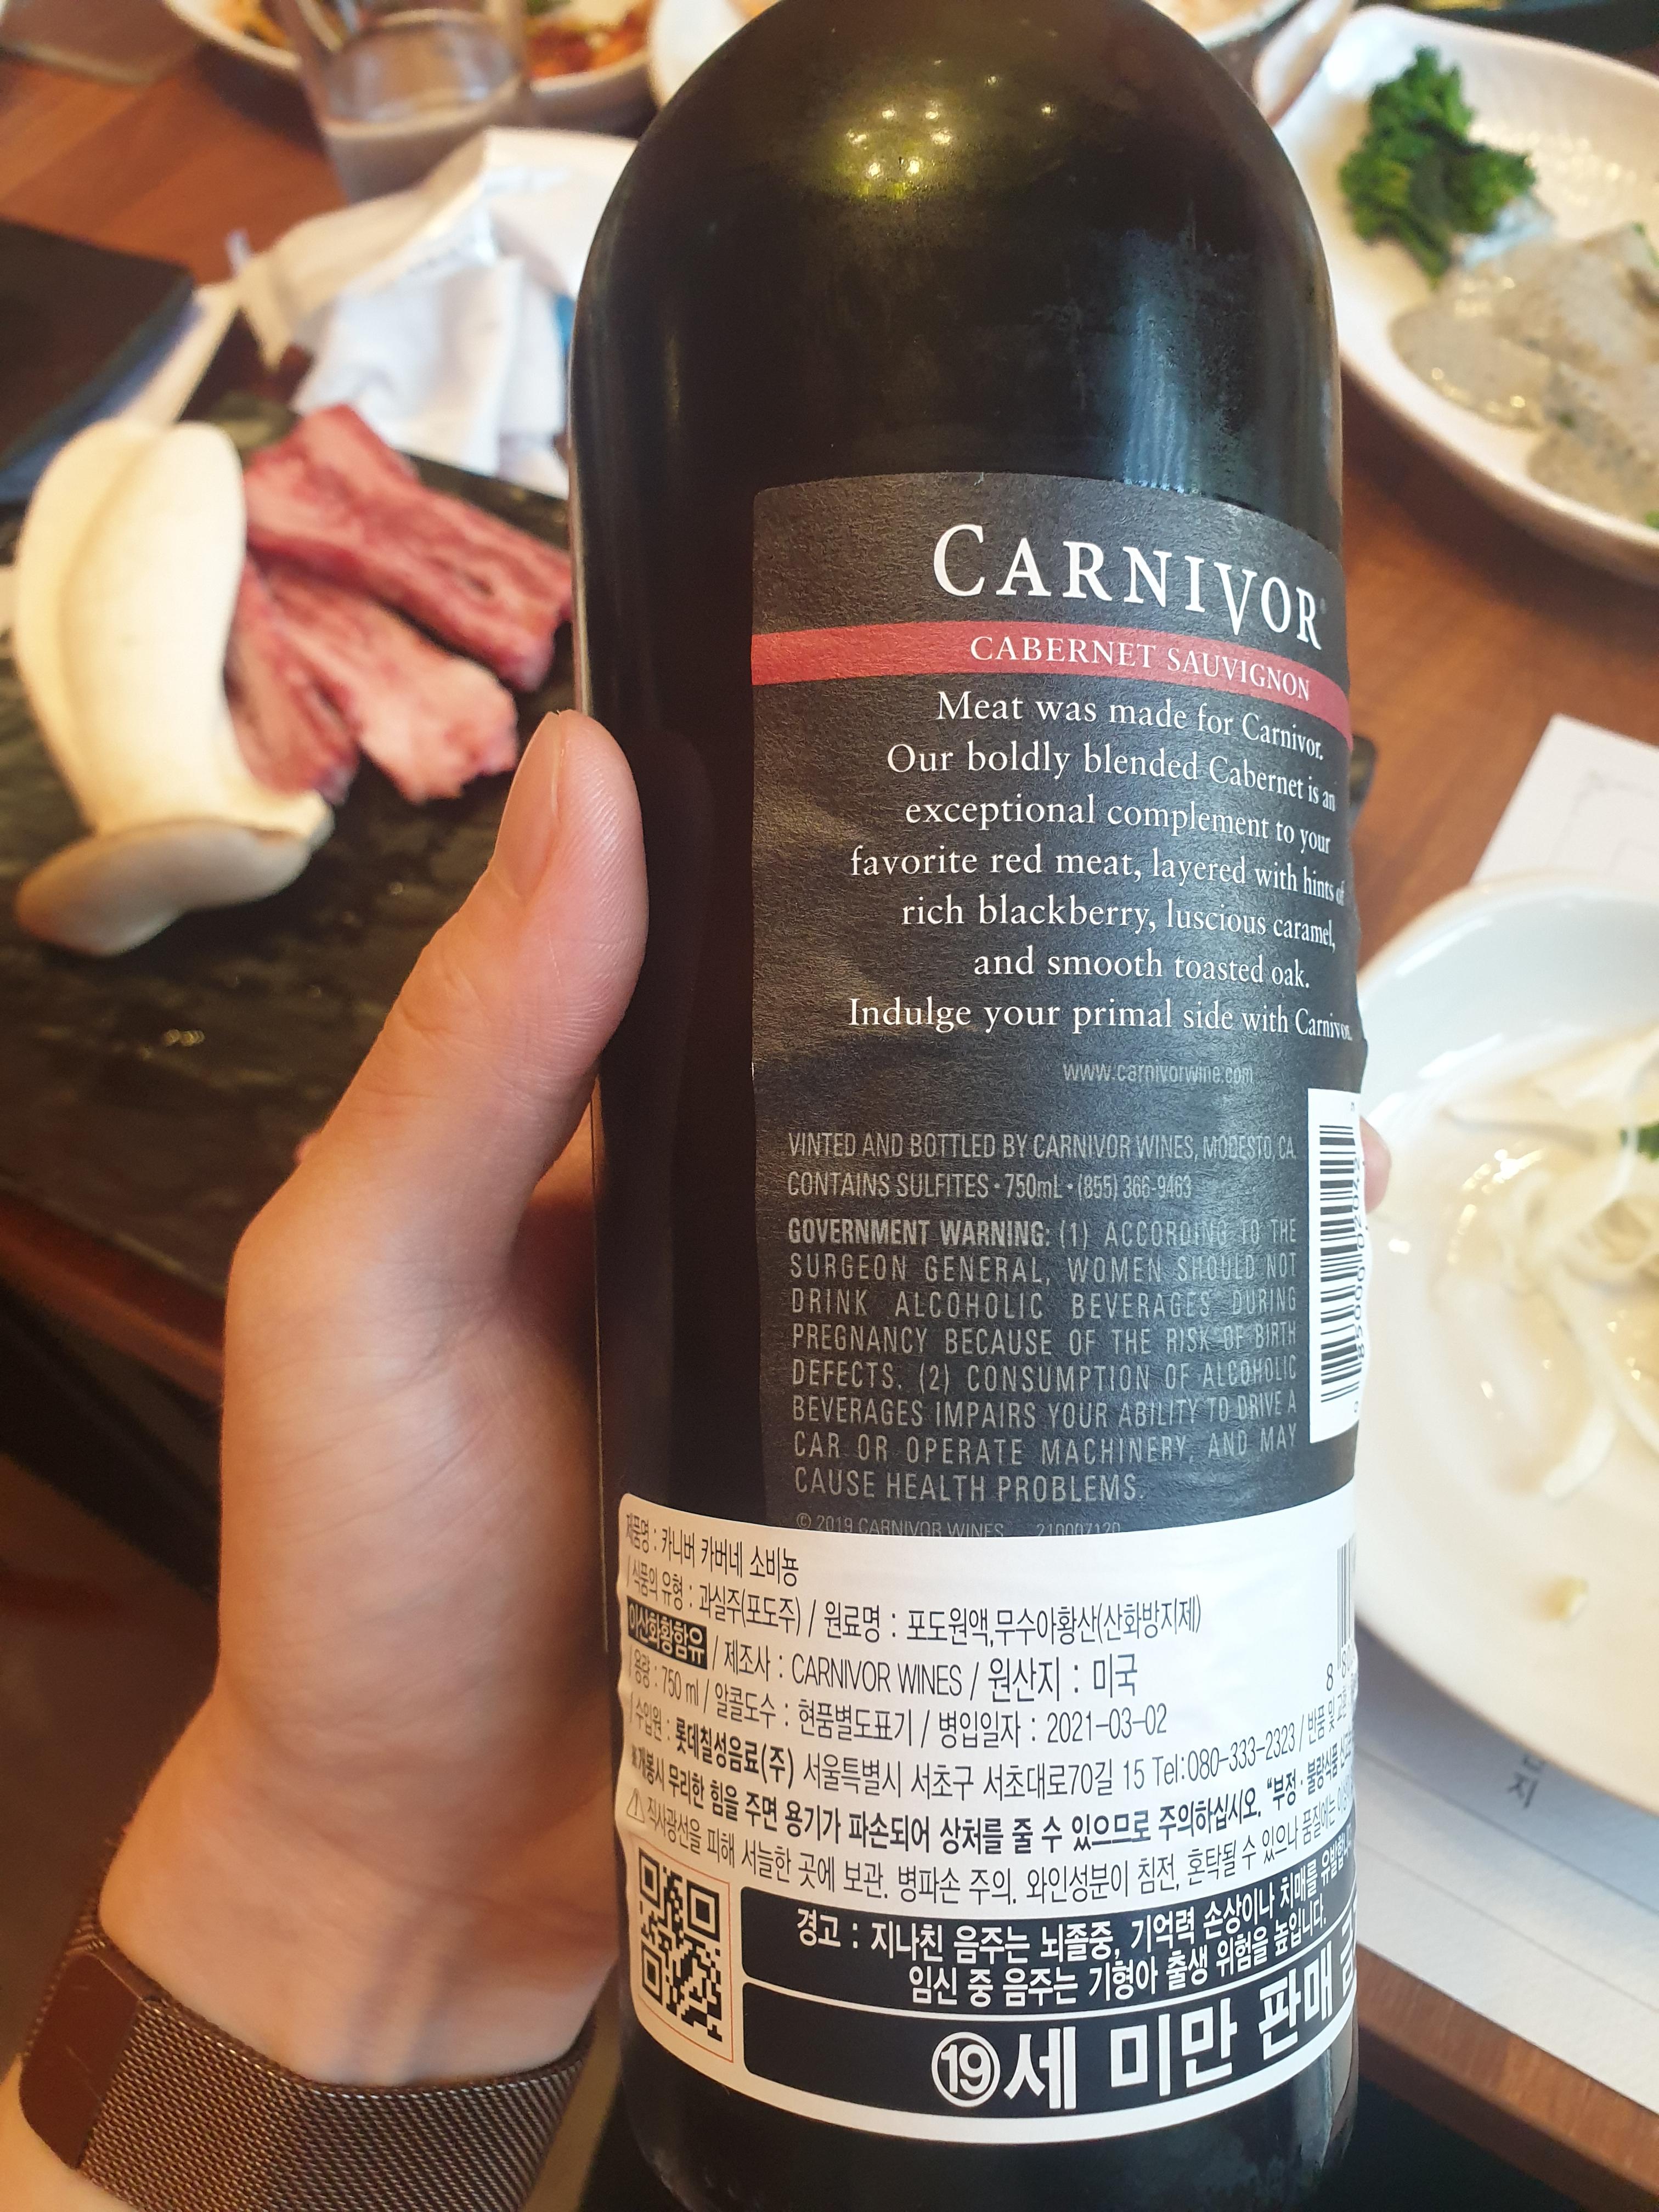 CARNIVOR
CABERNET SAUVIGNON
Meat was made for Carnivor.
Our boldly blended Cabernet is an
exceptional complement to your
favorite red meat, layered with hints of
rich blackberry, luscious caramel,
and smooth toasted oak.
Indulge your primal side with Carnivor.
www.carnivorwine.com
VINTED AND BOTTLED BY CARNIVOR WINES, MODESTO, CA.
CONTAINS SULFITES • 750mL • (855) 366-9463
GOVERNMENT WARNING: (1) ACCORDING TO THE
SURGEON GENERAL, WOMEN SHOULD NOT
DRINK ALCOHOLIC BEVERAGES DURING
PREGNANCY BECAUSE OF THE RISK OF BIRTH
DEFECTS. (2) CONSUMPTION OF ALCOHOLIC
BEVERAGES IMPAIRS YOUR ABILITY TO DRIVE A
CAR OR OPERATE MACHINERY, AND MAY
CAUSE HEALTH PROBLEMS.
© 2019 CARNIVOR WINES 210007120
제품명 : 카니버 카버네 소비뇽
/ 식품의 유형 : 과실주(포도주) / 원료명 : 포도원액,무수아황산(산화방지제)
이산화황함유 / 제조사 : CARNIVOR WINES / 원산지 : 미국
/ 용량 : 750 ml / 알콜도수 : 현품별도표기 / 병입일자 : 2021-03-02
/ 수입원 : 롯데칠성음료(주) 서울특별시 서초구 서초대로70길 15 Tel:080-333-2323 / 반품 및
※개봉시 무리한 힘을 주면 용기가 파손되어 상처를 줄 수 있으므로 주의하십시오. "부정·불량식품
⚠ 직사광선을 피해 서늘한 곳에 보관. 병파손 주의. 와인성분이 침전, 혼탁될 수 있으나 품질에는
경고 : 지나친 음주는 뇌졸중, 기억력 손상이나 치매를
임신 중 음주는 기형아 출생 위험을 높입니다.
19세 미만 판매
지